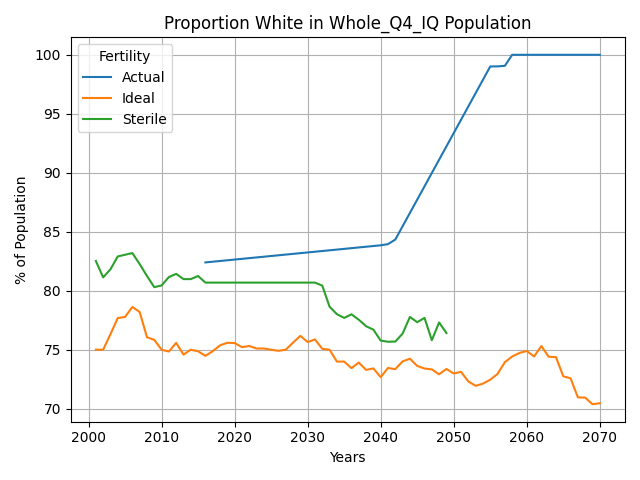 Proportion White in Whole_Q4_IQ Population
Fertility
Actual
Ideal
Sterile
% of Population
100
95
90
85
80
75
70
2000
2010
2020
2030
2040
2050
2060
2070
Years